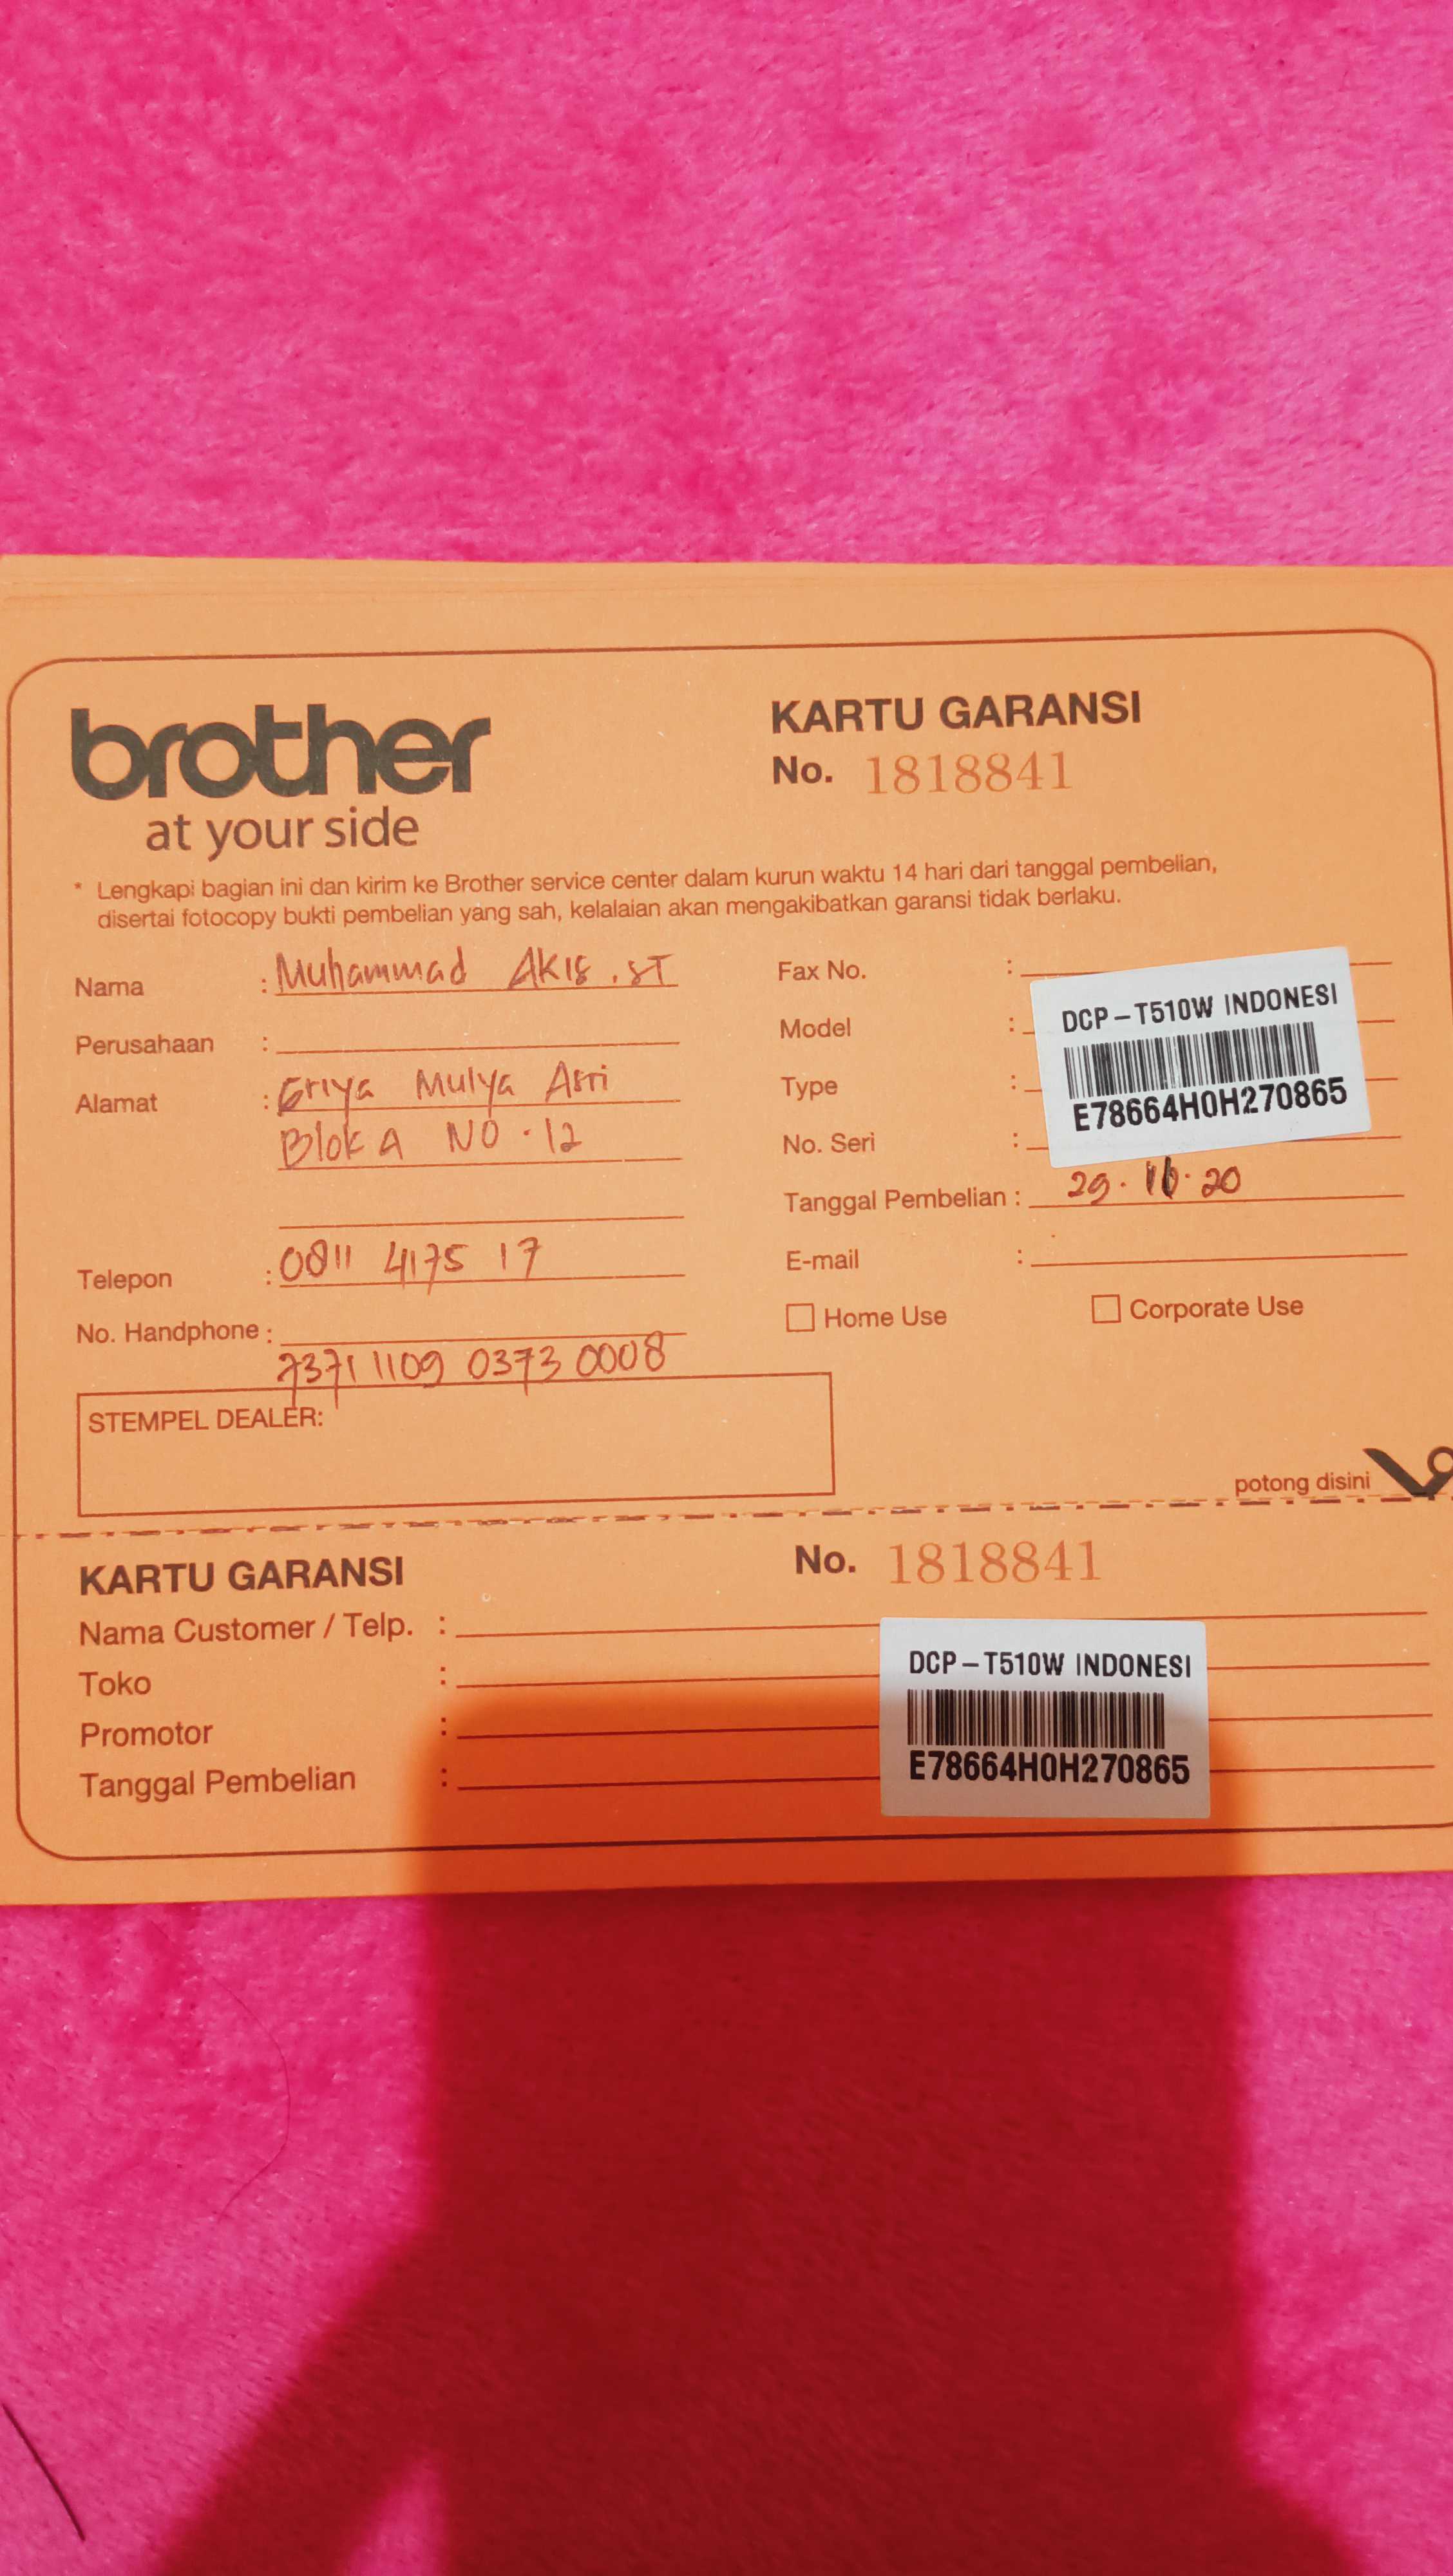 brother
at your side
KARTU GARANSI
No. 1818841
* Lengkapi bagian ini dan kirim ke Brother service center dalam kurun waktu 14 hari dari tanggal pembelian,
disertai fotocopy bukti pembelian yang sah, kelalaian akan mengakibatkan garansi tidak berlaku.
Nama : Muhammad AKIS .ST
Perusahaan :
Alamat : Griya Mulya Asri
Blok A NO . 12
Telepon : 0811 4175 17
No. Handphone :
7371 1109 0373 0008
STEMPEL DEALER:
Fax No. :
Model :
Type :
No. Seri :
DCP-T510W INDONESI
E78664H0H270865
Tanggal Pembelian : 29. 10. 20
E-mail :
Home Use
Corporate Use
potong disini
KARTU GARANSI
No. 1818841
Nama Customer / Telp. :
Toko :
Promotor :
Tanggal Pembelian :
DCP-T510W INDONESI
E78664H0H270865